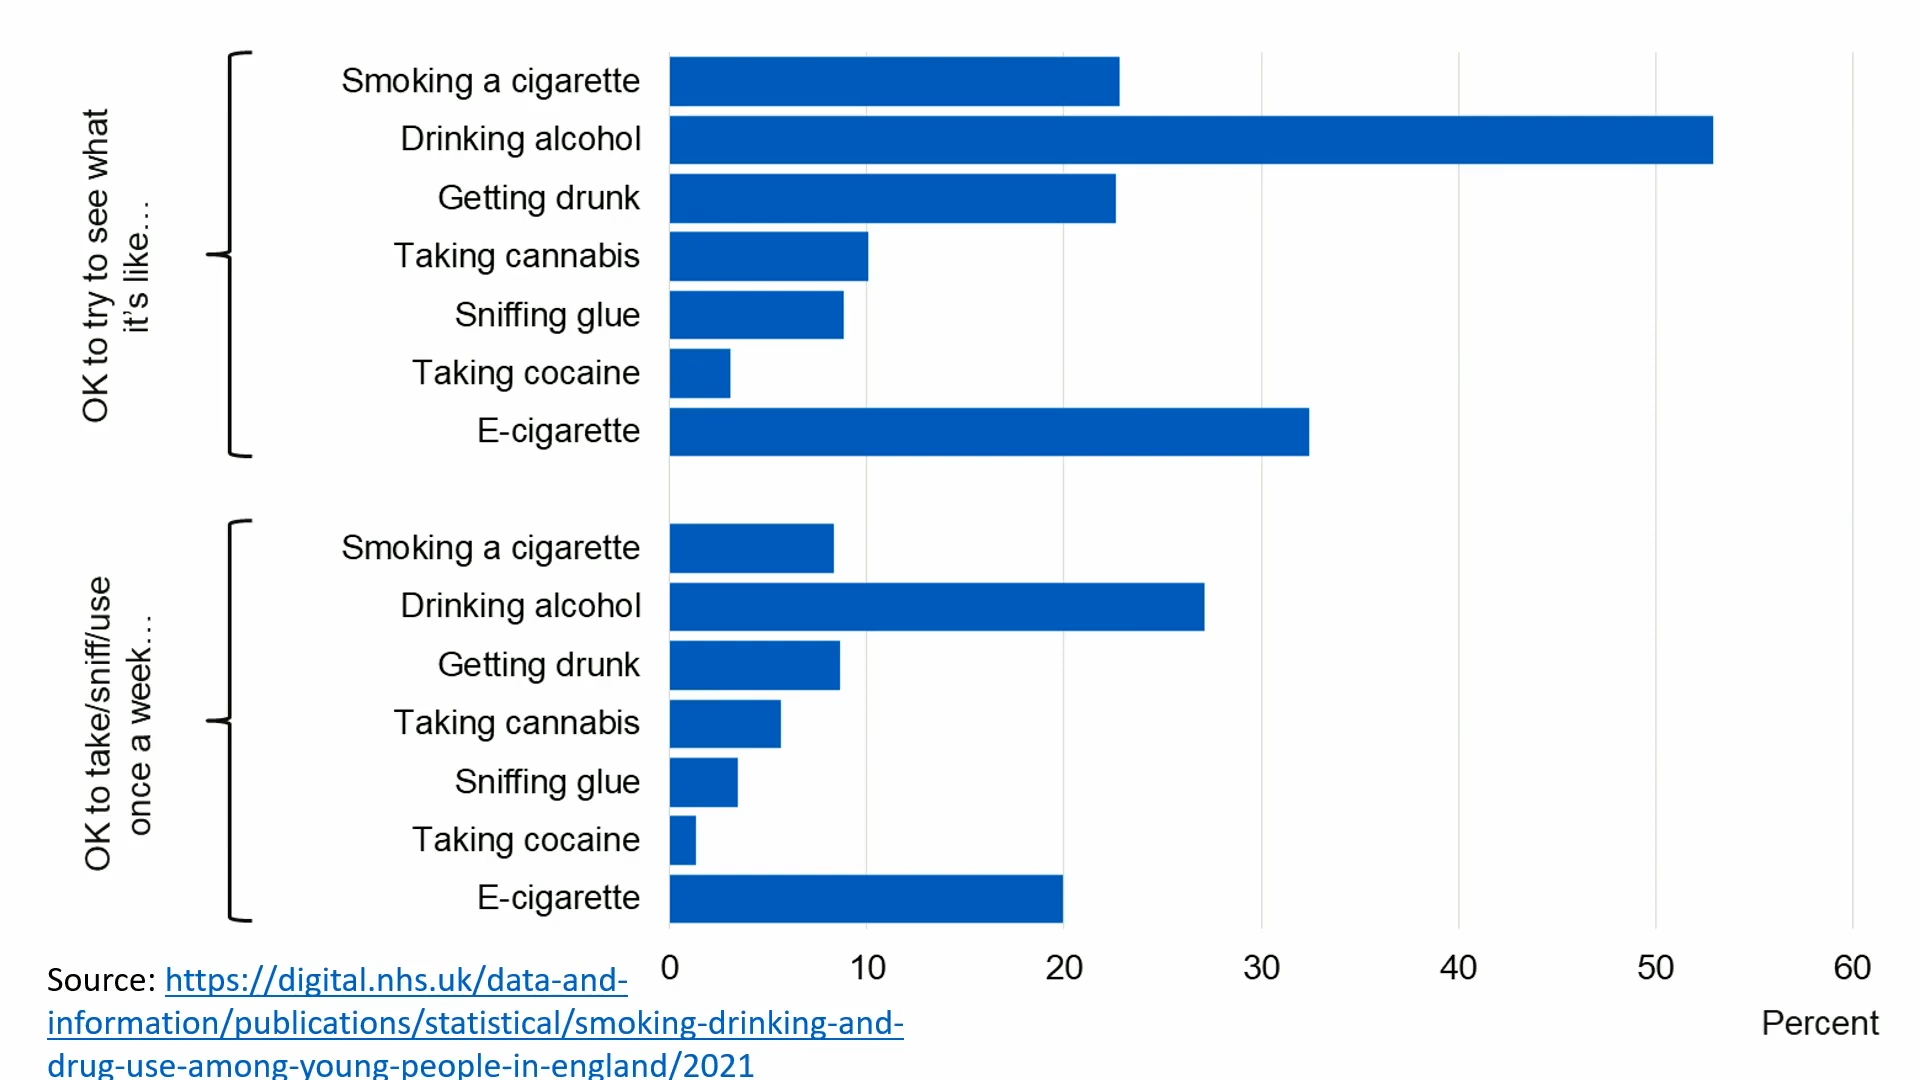 OK to try to see what
it's like…
Smoking a cigarette
Drinking alcohol
Getting drunk
Taking cannabis
Sniffing glue
Taking cocaine
E-cigarette
OK to take/sniff/use
once a week…
Smoking a cigarette
Drinking alcohol
Getting drunk
Taking cannabis
Sniffing glue
Taking cocaine
E-cigarette
0 10 20 30 40 50 60
Percent
Source: https://digital.nhs.uk/data-and-
information/publications/statistical/smoking-drinking-and-
drug-use-among-young-people-in-england/2021